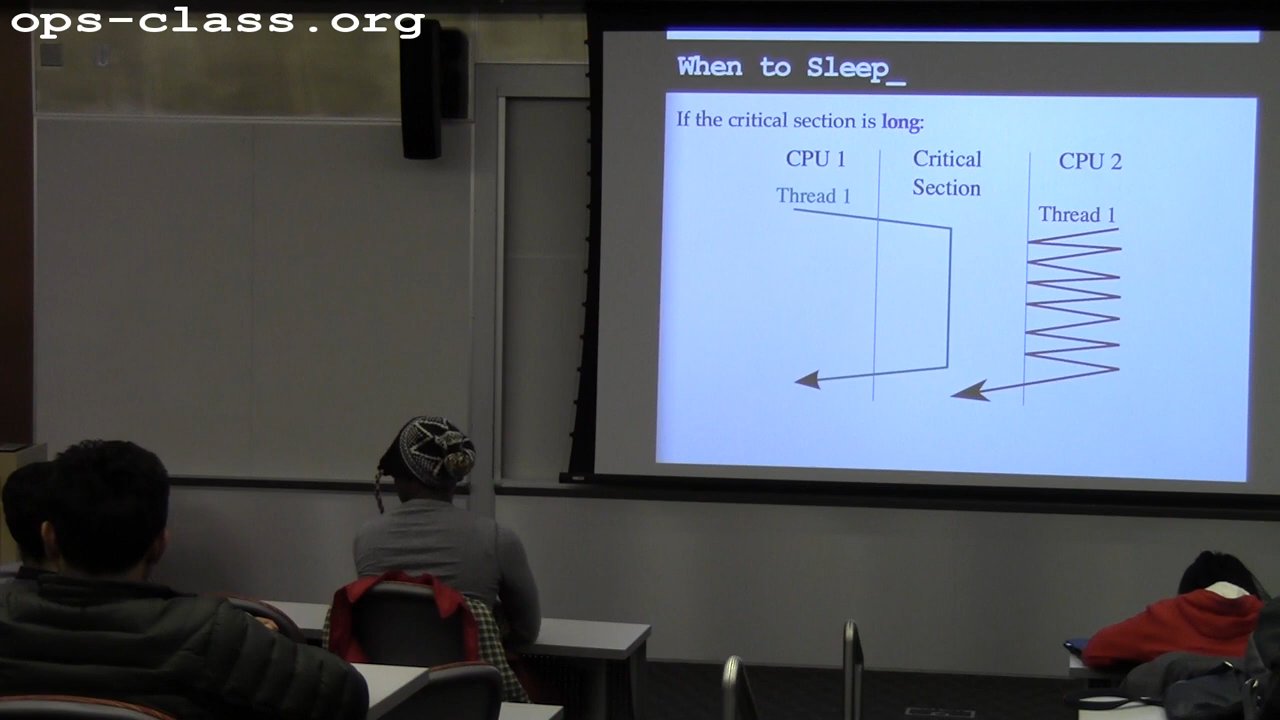 ops-class.org
When to Sleep_
If the critical section is long:
CPU 1
Critical
Section
CPU 2
Thread 1
Thread 1